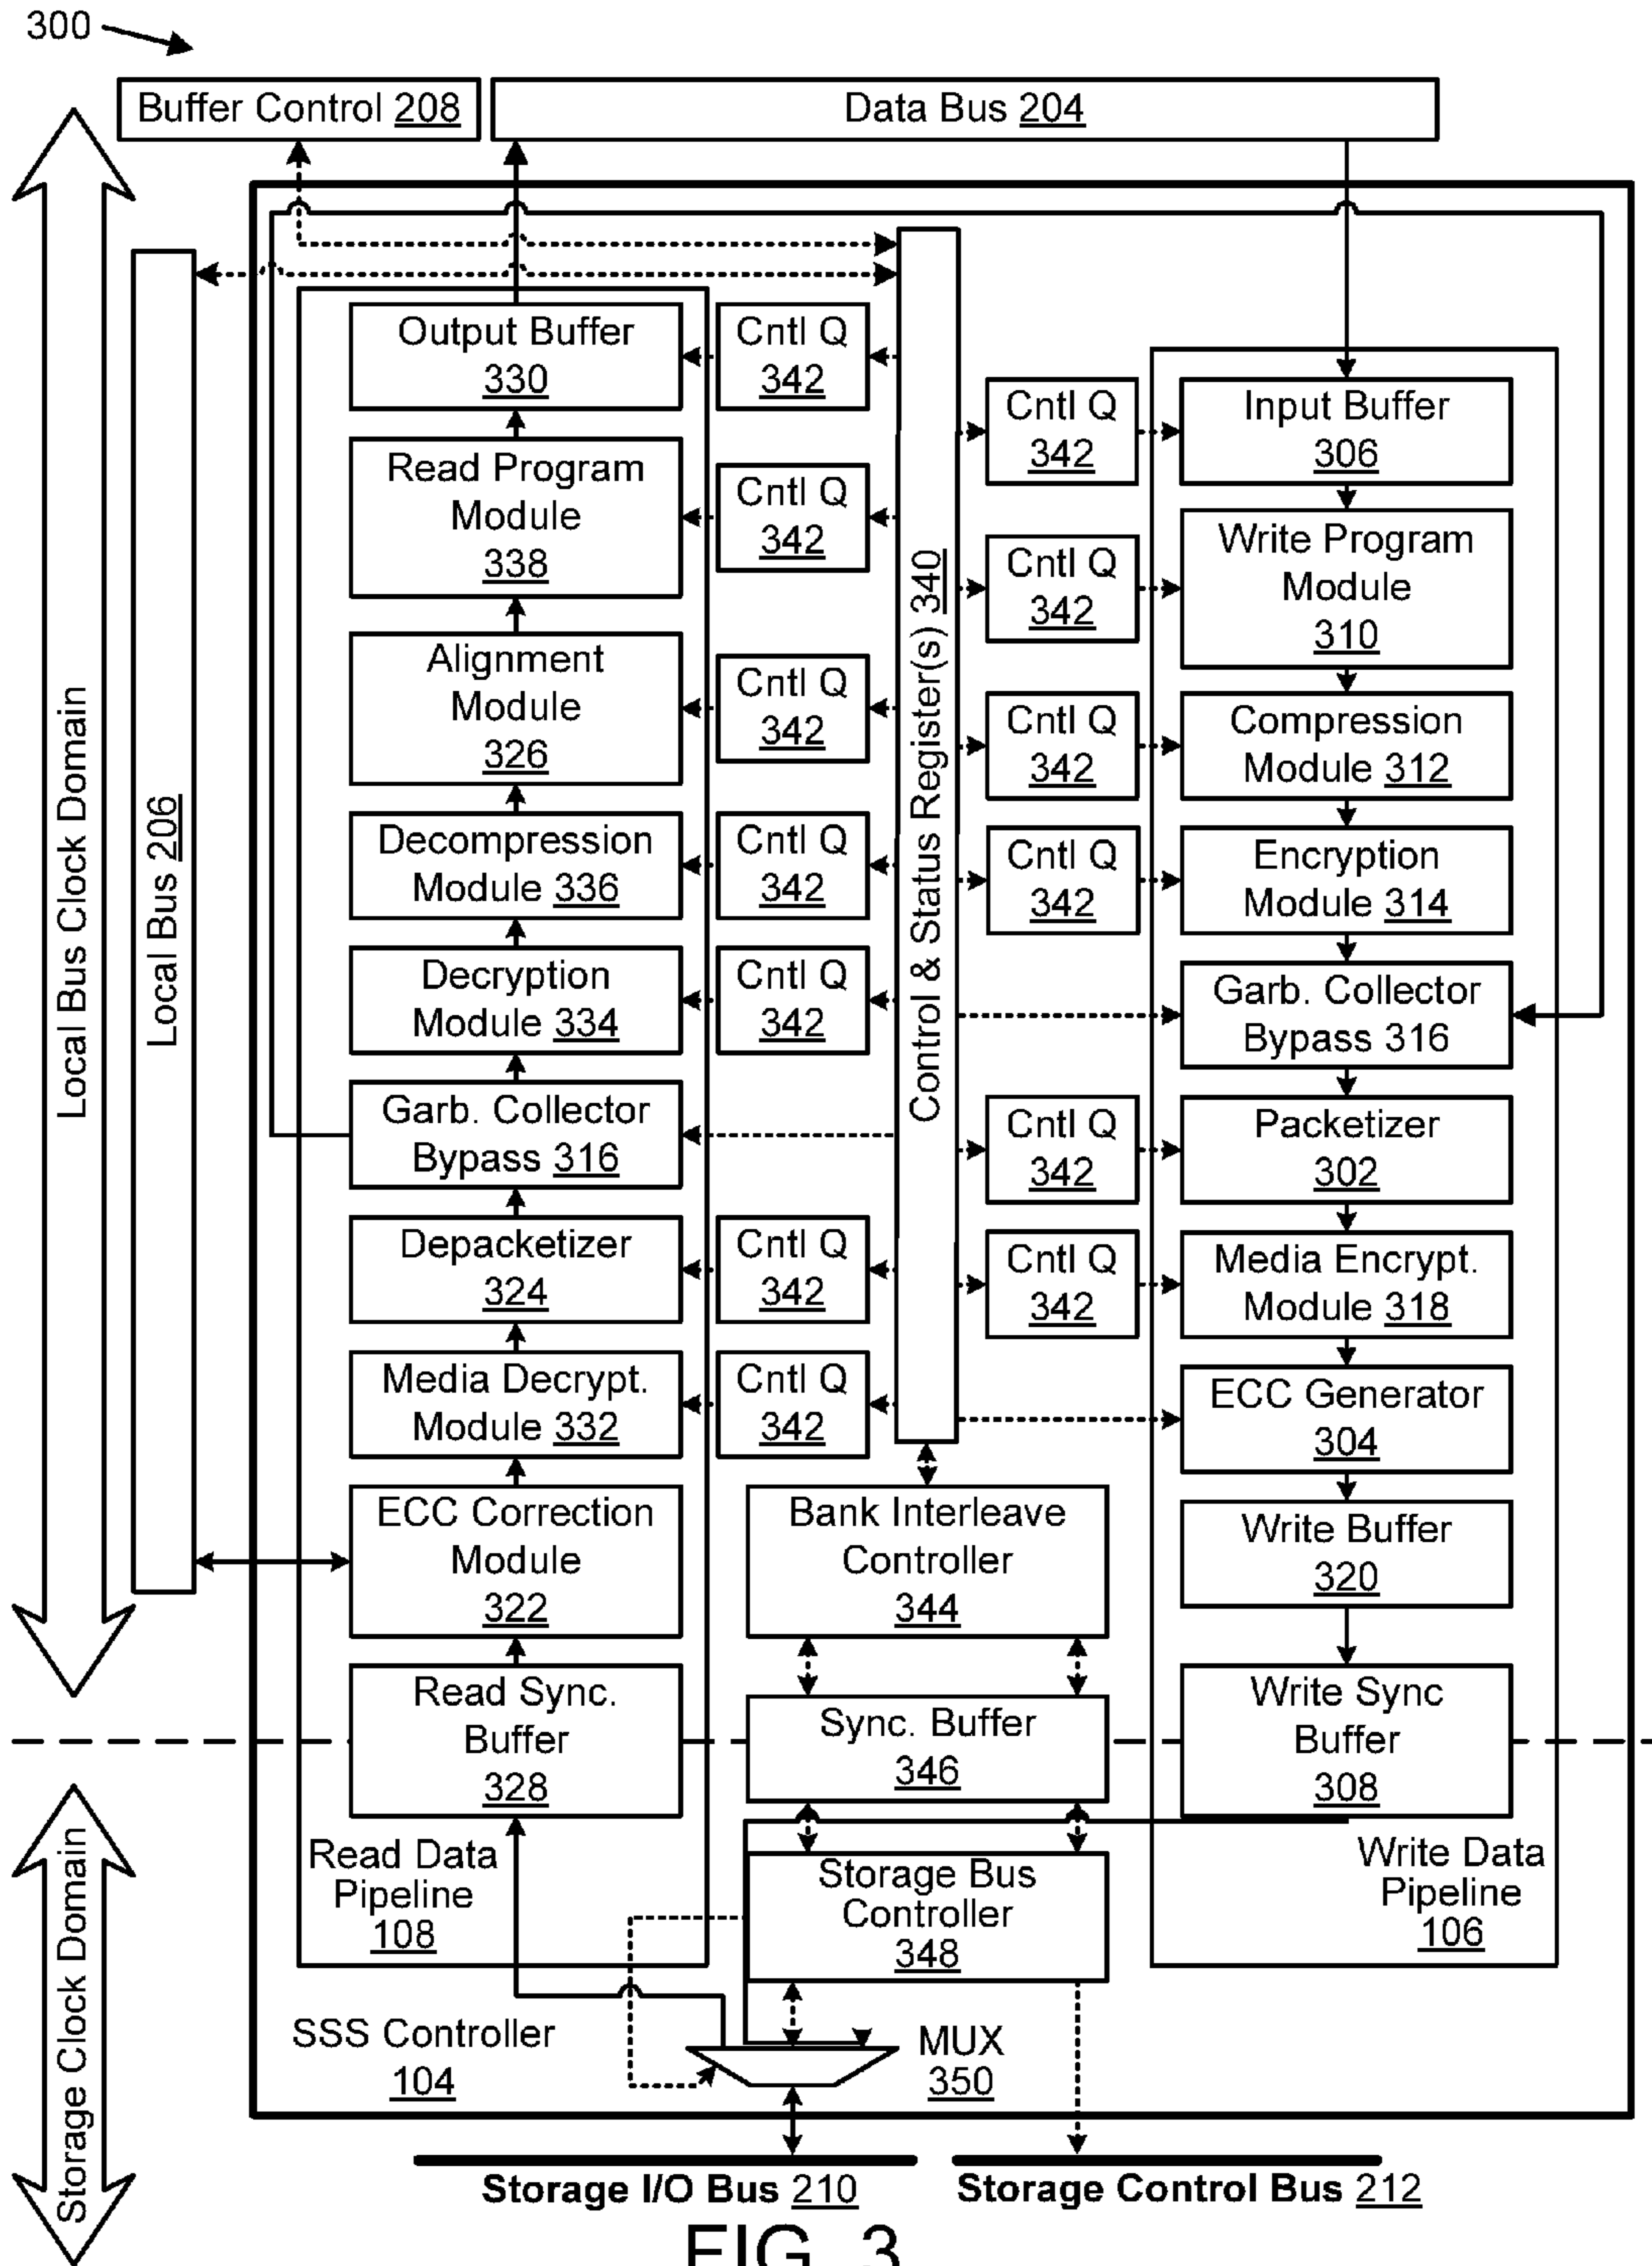 300
Buffer Control 208
Data Bus 204
Local Bus Clock Domain
Local Bus 206
Output Buffer
330
Read Program
Module
338
Alignment
Module
326
Decompression
Module 336
Decryption
Module 334
Garb. Collector
Bypass 316
Depacketizer
324
Media Decrypt.
Module 332
ECC Correction
Module
322
Read Sync.
Buffer
328
Read Data
Pipeline
108
Cntl Q
342
Cntl Q
342
Cntl Q
342
Cntl Q
342
Cntl Q
342
Cntl Q
342
Cntl Q
342
Control & Status Register(s) 340
Cntl Q
342
Cntl Q
342
Cntl Q
342
Cntl Q
342
Cntl Q
342
Cntl Q
342
Input Buffer
306
Write Program
Module
310
Compression
Module 312
Encryption
Module 314
Garb. Collector
Bypass 316
Packetizer
302
Media Encrypt.
Module 318
ECC Generator
304
Write Buffer
320
Write Sync
Buffer
308
Write Data
Pipeline
106
Bank Interleave
Controller
344
Sync. Buffer
346
Storage Bus
Controller
348
Storage Clock Domain
SSS Controller
104
MUX
350
Storage I/O Bus 210
Storage Control Bus 212
FIG. 3